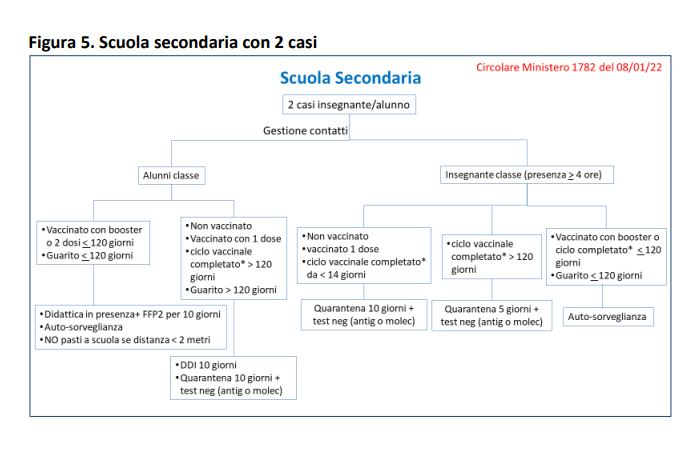 Figura 5. Scuola secondaria con 2 casi
Circolare Ministero 1782 del 08/01/22
Scuola Secondaria
2 casi insegnante/alunno
Gestione contatti
Alunni classe
Insegnante classe (presenza ≥ 4 ore)
•Vaccinato con booster
o 2 dosi ≤ 120 giorni
•Guarito ≤ 120 giorni
•Non vaccinato
•Vaccinato con 1 dose
•ciclo vaccinale
completato* > 120
giorni
•Guarito > 120 giorni
•Non vaccinato
•vaccinato 1 dose
•ciclo vaccinale completato*
da < 14 giorni
•ciclo vaccinale
completato* > 120
giorni
•Vaccinato con booster o
ciclo completato* ≤ 120
giorni
•Guarito ≤ 120 giorni
•Didattica in presenza+ FFP2 per 10 giorni
•Auto-sorveglianza
•NO pasti a scuola se distanza < 2 metri
Quarantena 10 giorni +
test neg (antig o molec)
Quarantena 5 giorni +
test neg (antig o molec)
Auto-sorveglianza
•DDI 10 giorni
•Quarantena 10 giorni +
test neg (antig o molec)